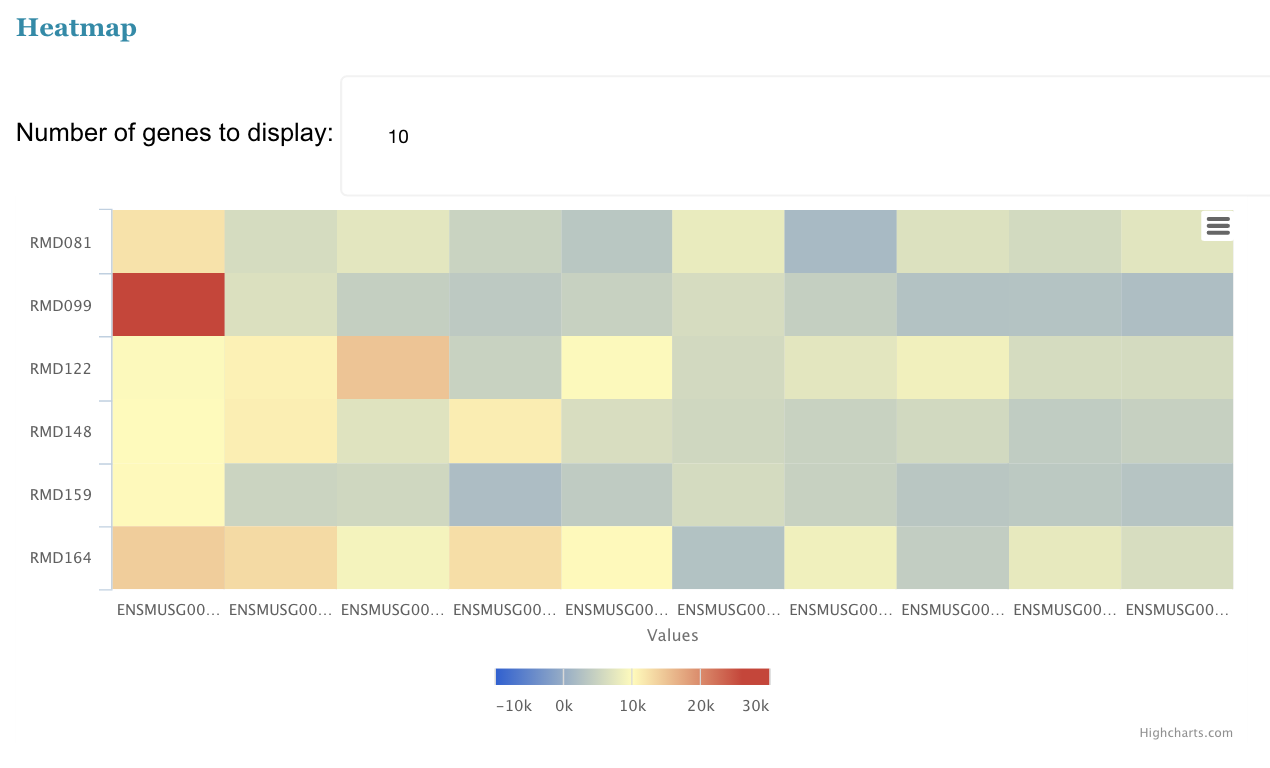 Heatmap
Number of genes to display: 10
RMD081
RMD099
RMD122
RMD148
RMD159
RMD164
ENSMUSG00... ENSMUSG00... ENSMUSG00... ENSMUSG00... ENSMUSG00... ENSMUSG00... ENSMUSG00... ENSMUSG00... ENSMUSG00... ENSMUSG00...
Values
−10k 0k 10k 20k 30k
Highcharts.com